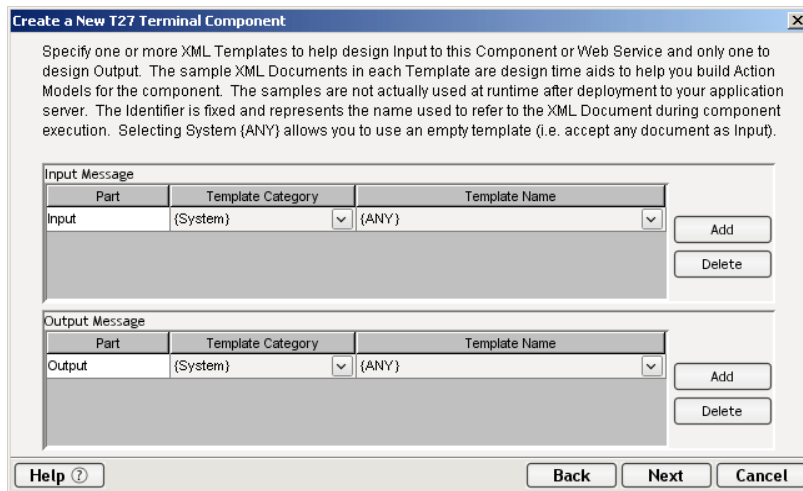 Create a New T27 Terminal Component
Specify one or more XML Templates to help design Input to this Component or Web Service and only one to
design Output. The sample XML Documents in each Template are design time aids to help you build Action
Models for the component. The samples are not actually used at runtime after deployment to your application
server. The Identifier is fixed and represents the name used to refer to the XML Document during component
execution. Selecting System {ANY} allows you to use an empty template (i.e. accept any document as Input).
Input Message
Part Template Category Template Name
Input {System} {ANY}
Add
Delete
Output Message
Part Template Category Template Name
Output {System} {ANY}
Add
Delete
Help ? Back Next Cancel